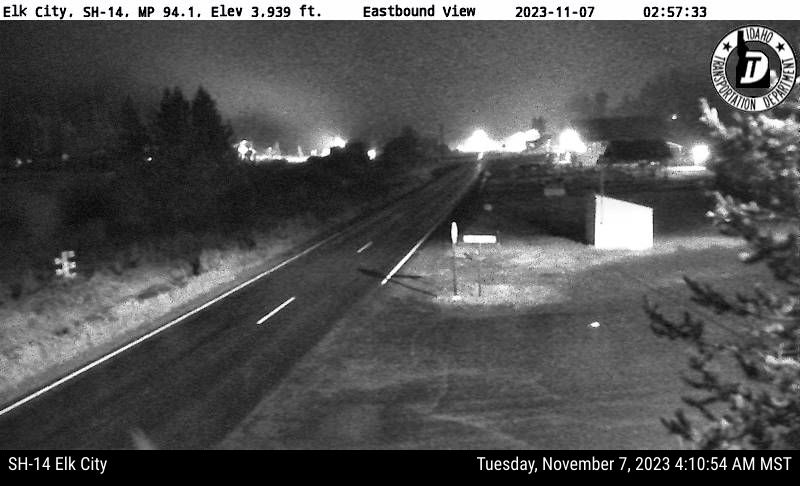 Elk City, SH-14, MP 94.1, Elev 3,939 ft. Eastbound View 2023-11-07 02:57:33
IDAHO
TRANSPORTATION DEPARTMENT
SH-14 Elk City Tuesday, November 7, 2023 4:10:54 AM MST